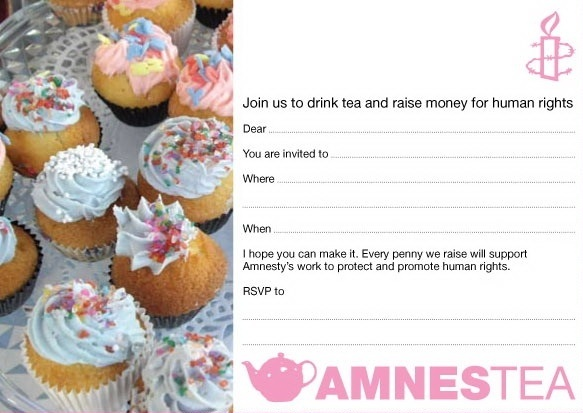 Join us to drink tea and raise money for human rights
Dear
You are invited to
Where
When
I hope you can make it. Every penny we raise will support
Amnesty's work to protect and promote human rights.
RSVP to
AMNESTEA